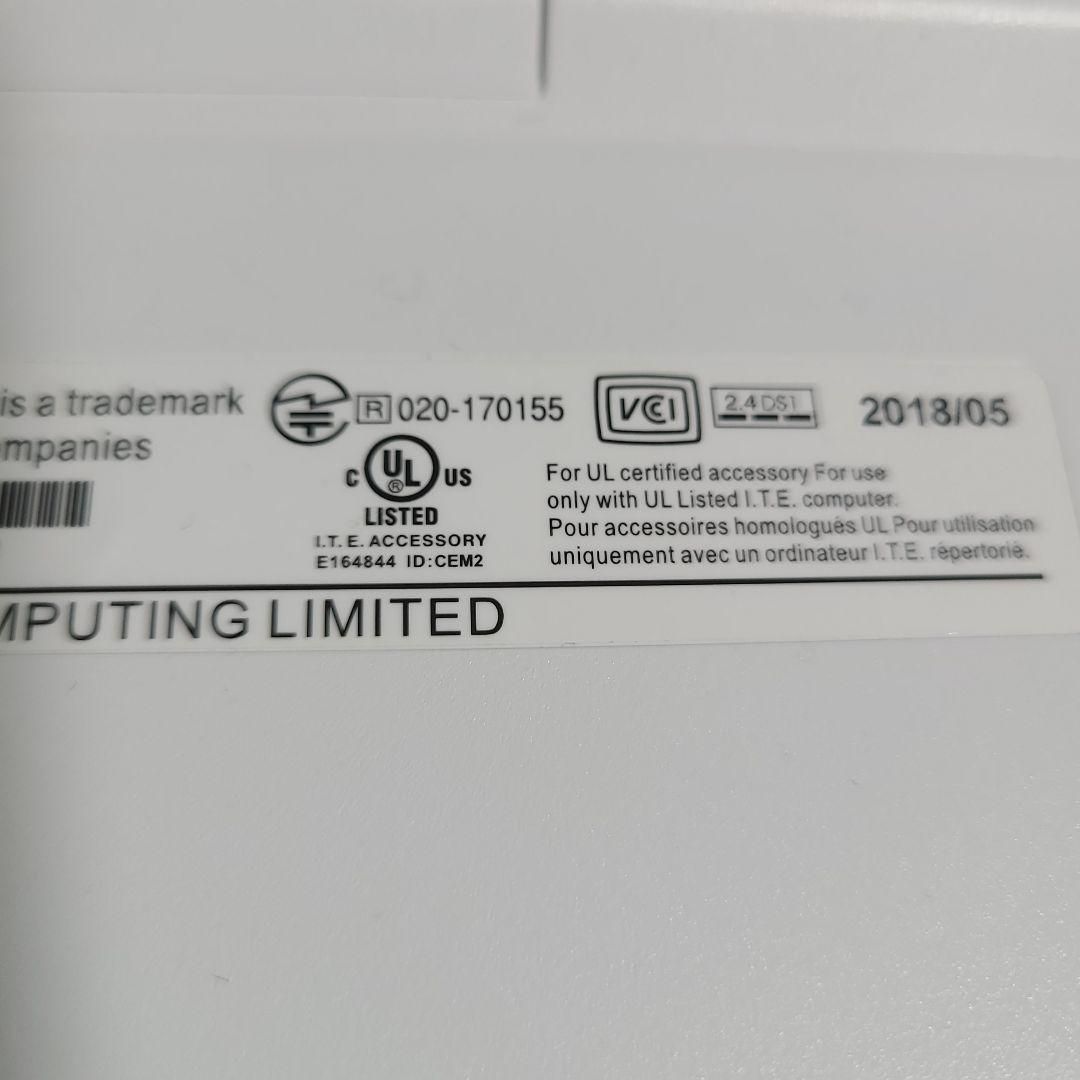 is a trademark
ompanies
R 020-170155
VCCI
2.4DS1
2018/05
C UL® US
LISTED
I.T.E. ACCESSORY
E164844 ID:CEM2
For UL certified accessory For use
only with UL Listed I.T.E. computer.
Pour accessoires homologués UL Pour utilisation
uniquement avec un ordinateur I.T.E. répertorié.
MPUTING LIMITED